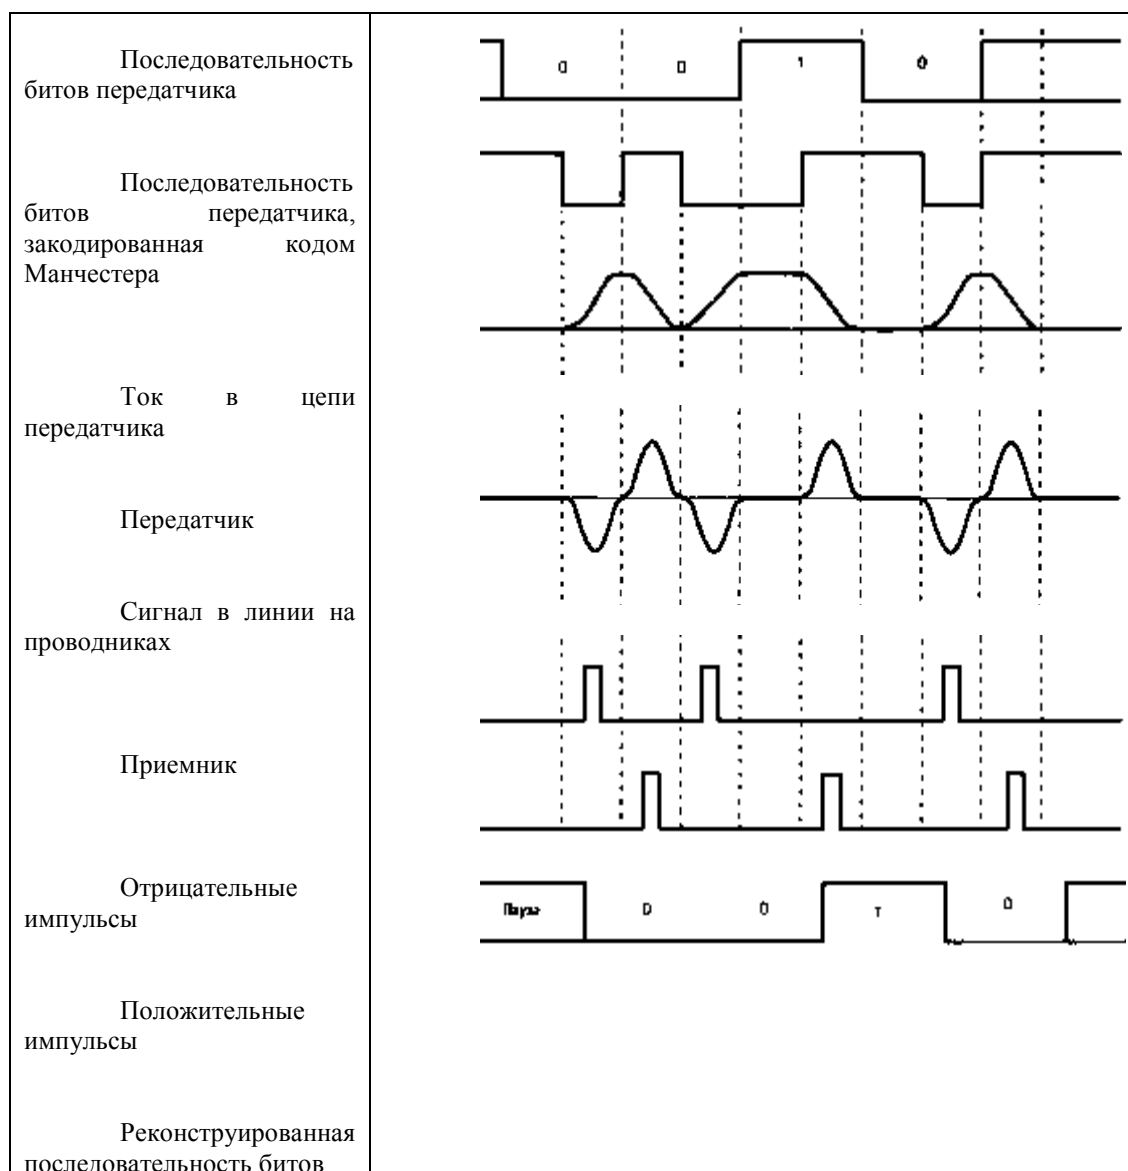 Последовательность
битов передатчика
0 0 1 0
Последовательность
битов передатчика,
закодированная кодом
Манчестера
Ток в цепи
передатчика
Передатчик
Сигнал в линии на
проводниках
Приемник
Отрицательные
импульсы
Пауза 0 0 1 0
Положительные
импульсы
Реконструированная
последовательность битов